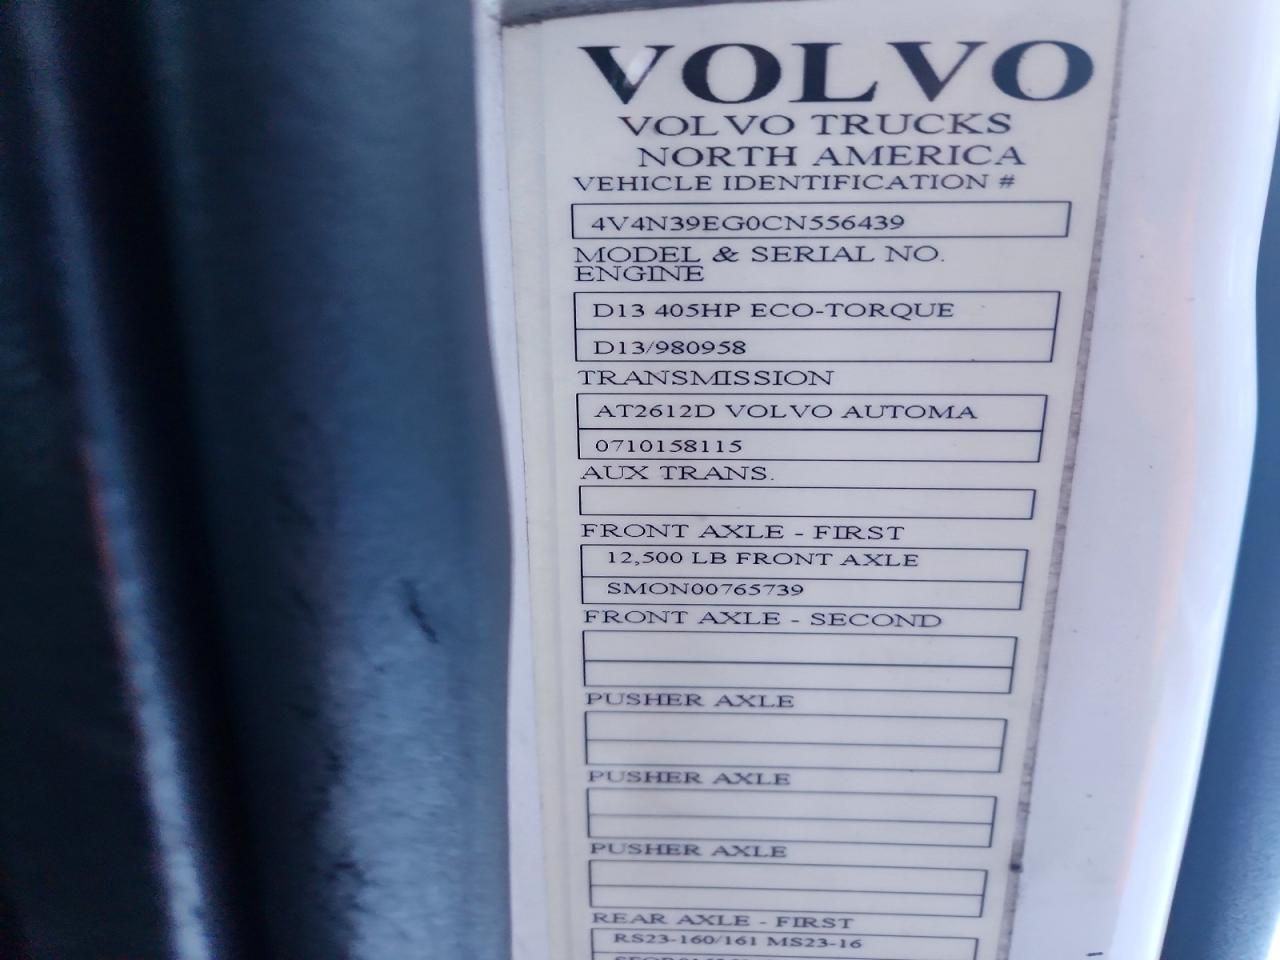 VOLVO
VOLVO TRUCKS
NORTH AMERICA
VEHICLE IDENTIFICATION #
4V4N39EG0CN556439
MODEL & SERIAL NO.
ENGINE
D13 405HP ECO-TORQUE
D13/980958
TRANSMISSION
AT2612D VOLVO AUTOMA
0710158115
AUX TRANS.
FRONT AXLE - FIRST
12,500 LB FRONT AXLE
SMON00765739
FRONT AXLE - SECOND
PUSHER AXLE
PUSHER AXLE
PUSHER AXLE
REAR AXLE - FIRST
RS23-160/161 MS23-16